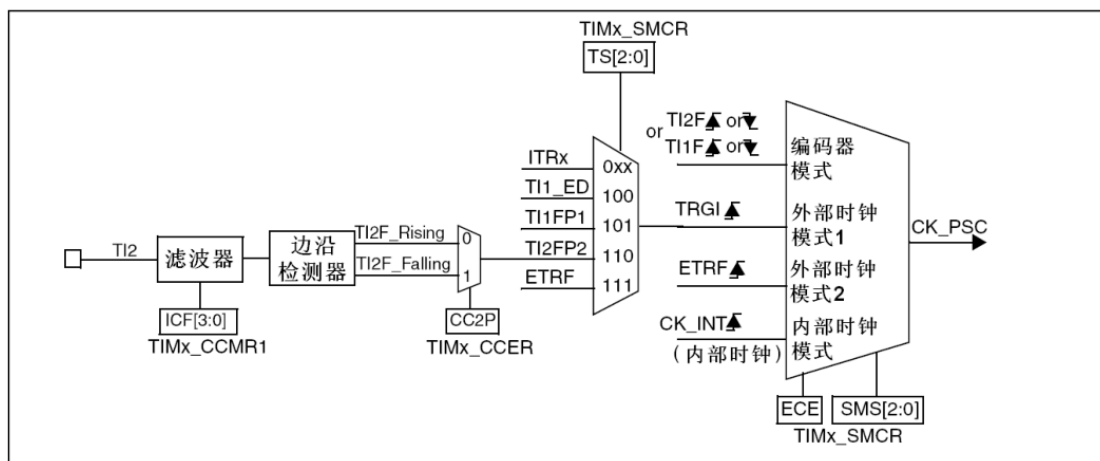 TIMx_SMCR
TS[2:0]
TI2F or
or TI1F or
编码器
模式
ITRx
0xx
TI1_ED
100
TI1FP1
101
TRGI
外部时钟
模式1
CK_PSC
TI2
滤波器
边沿
检测器
TI2F_Rising
0
TI2F_Falling
1
TI2FP2
110
ETRF
111
ETRF
外部时钟
模式2
ICF[3:0]
TIMx_CCMR1
CC2P
TIMx_CCER
CK_INT
(内部时钟)
内部时钟
模式
ECE
SMS[2:0]
TIMx_SMCR